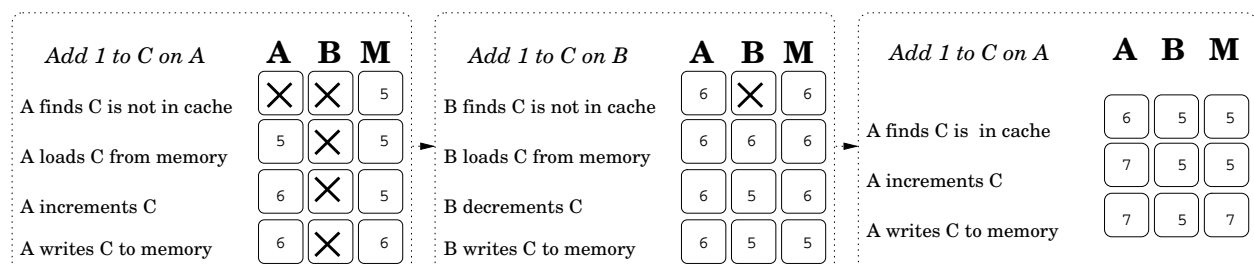 Add 1 to C on A A B M
A finds C is not in cache 5
A loads C from memory 5 5
A increments C 6 5
A writes C to memory 6 6
Add 1 to C on B A B M
B finds C is not in cache 6 6
B loads C from memory 6 6 6
B decrements C 6 5 6
B writes C to memory 6 5 5
Add 1 to C on A A B M
A finds C is in cache 6 5 5
A increments C 7 5 5
A writes C to memory 7 5 7